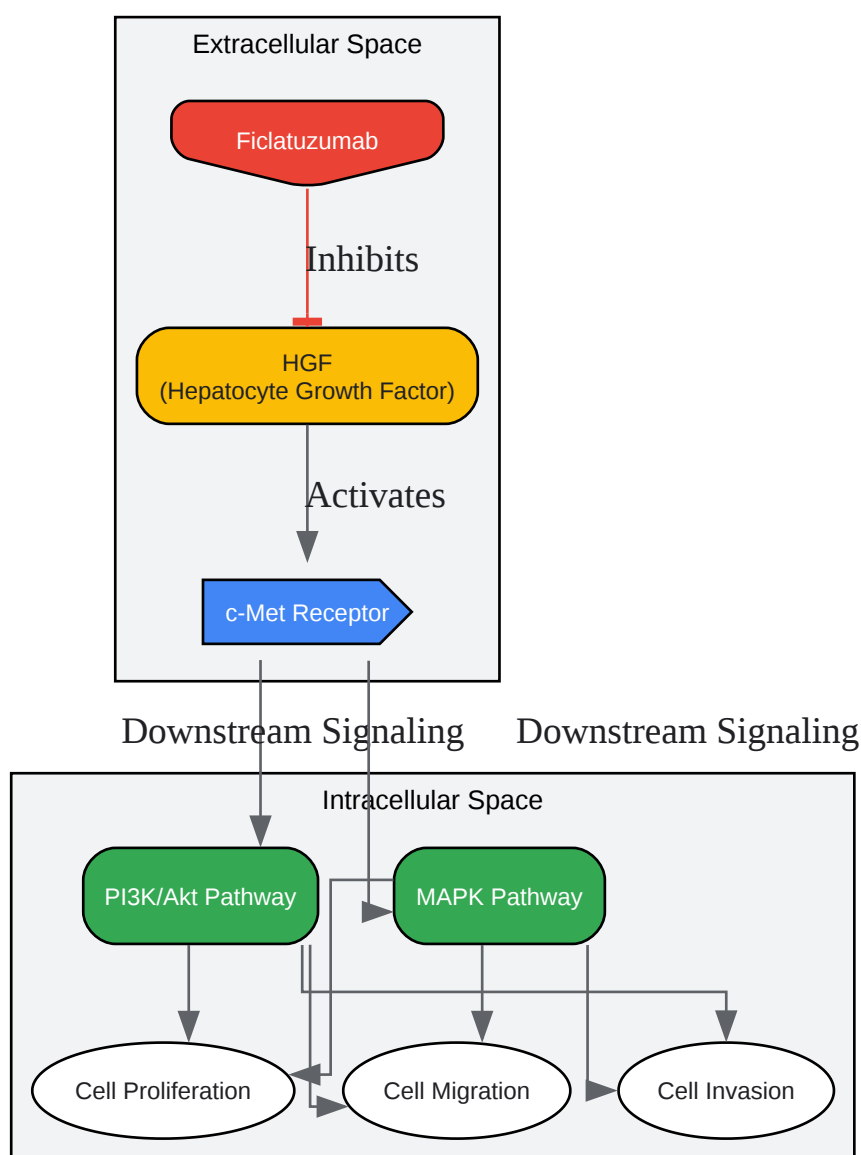 Extracellular Space
Ficlatuzumab
Inhibits
HGF
(Hepatocyte Growth Factor)
Activates
c-Met Receptor
Downstream Signaling
Downstream Signaling
Intracellular Space
PI3K/Akt Pathway
MAPK Pathway
Cell Proliferation
Cell Migration
Cell Invasion